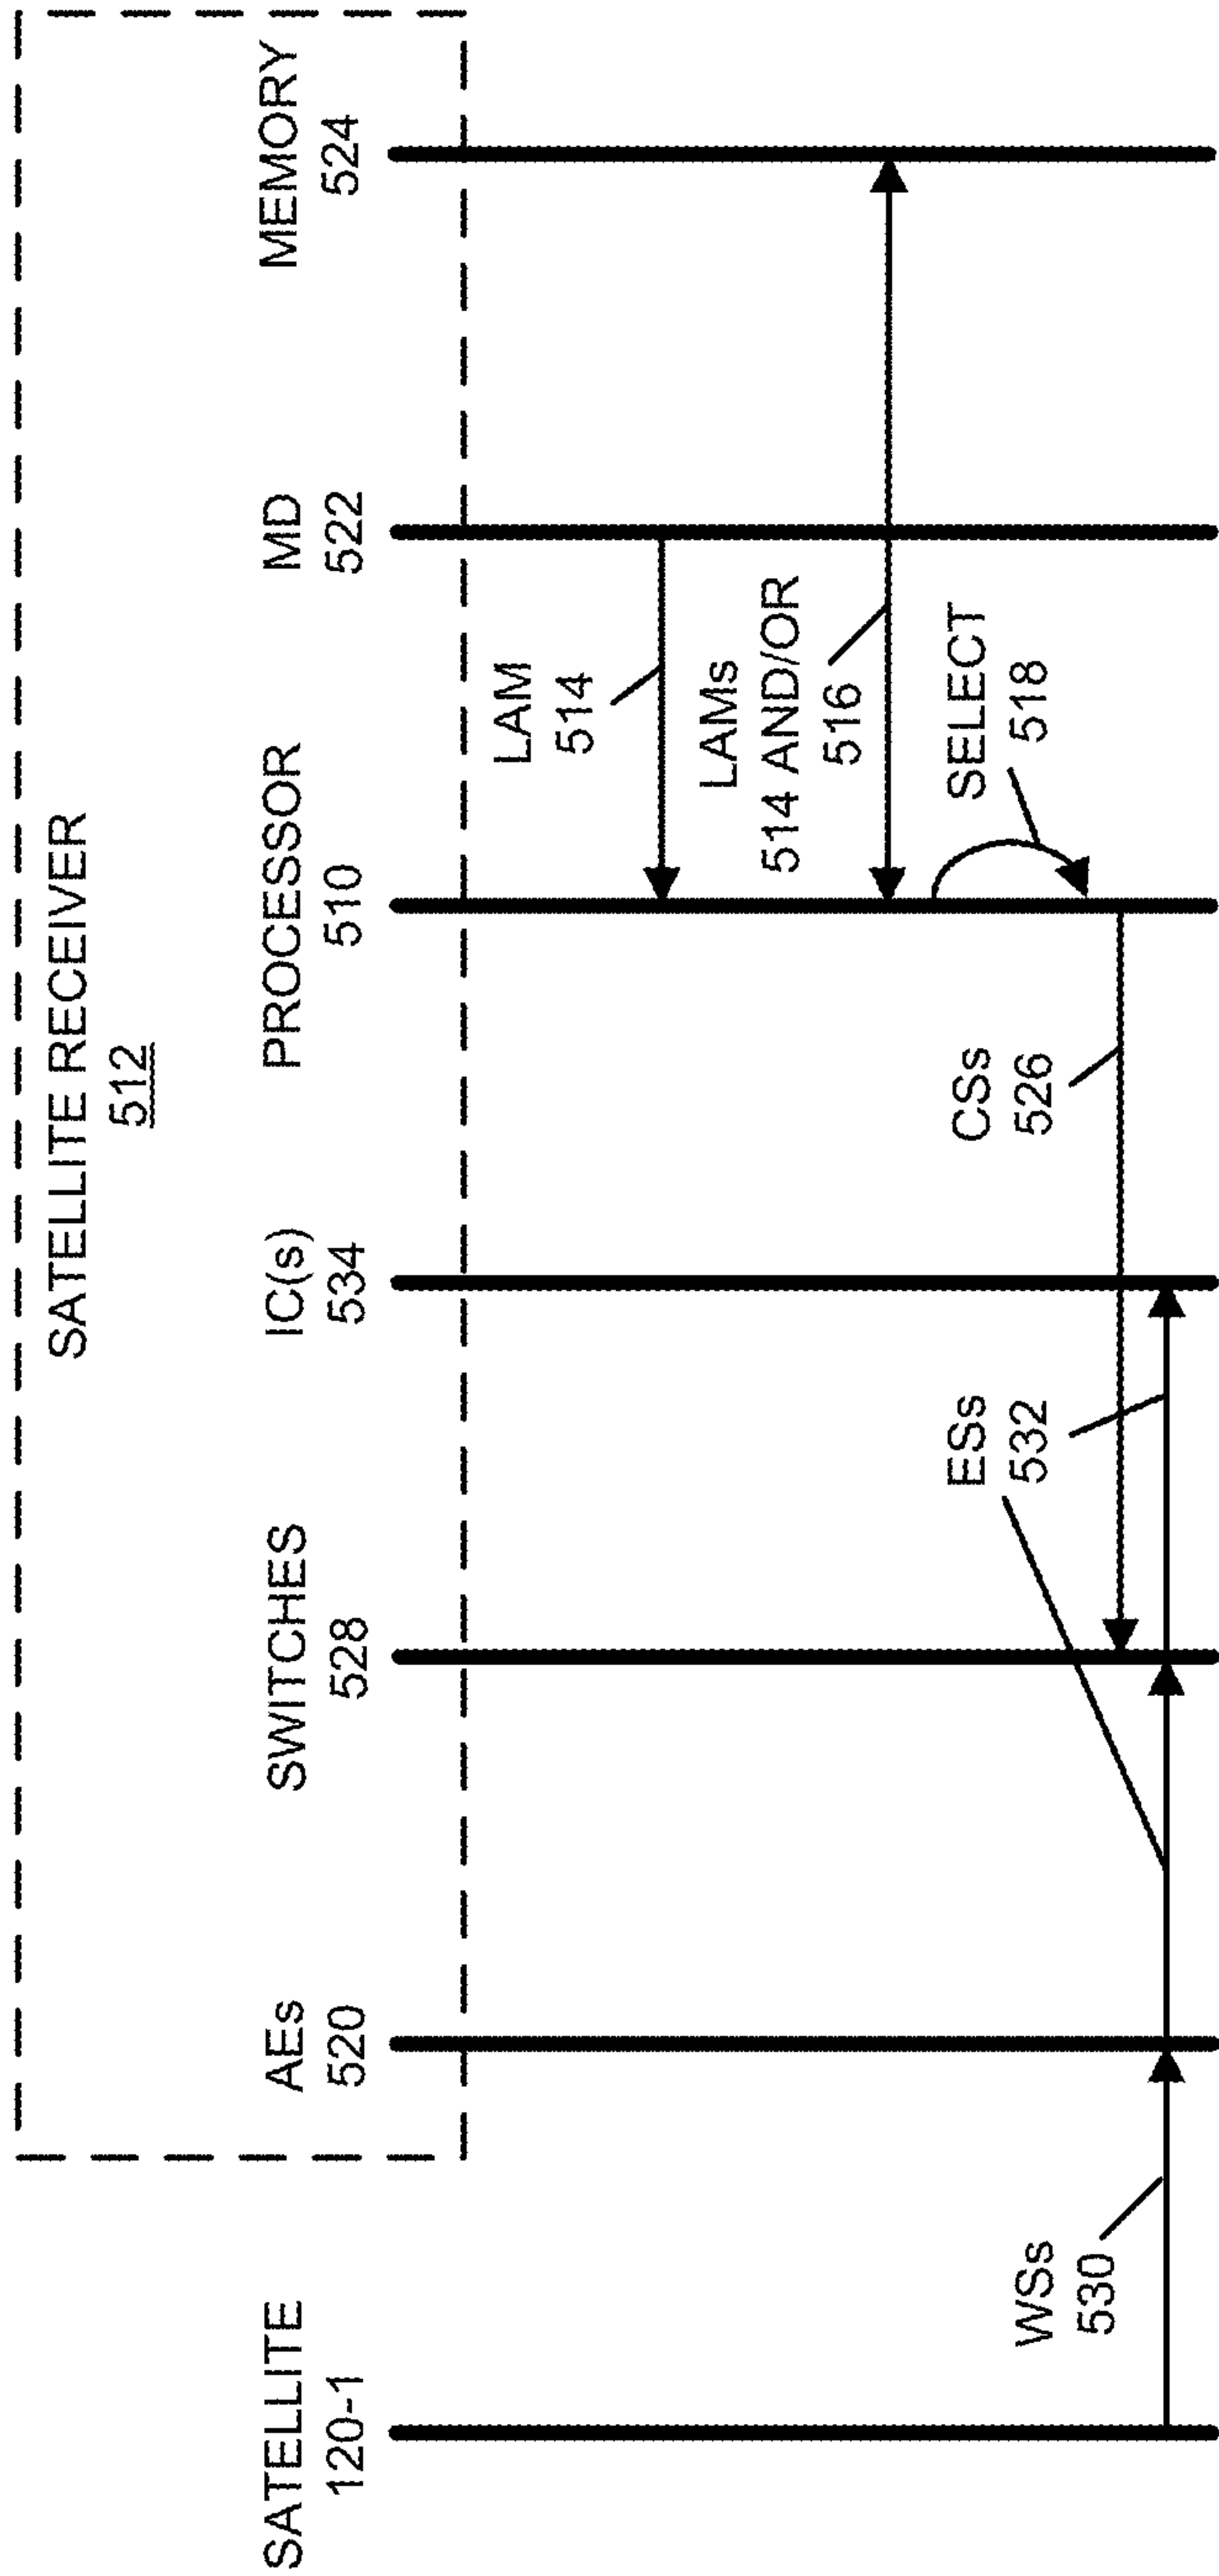 SATELLITE RECEIVER
512
SATELLITE
120-1
AEs
520
SWITCHES
528
IC(s)
534
PROCESSOR
510
MD
522
MEMORY
524
LAM
514
LAMs
514 AND/OR
516
SELECT
518
CSs
526
ESs
532
WSs
530